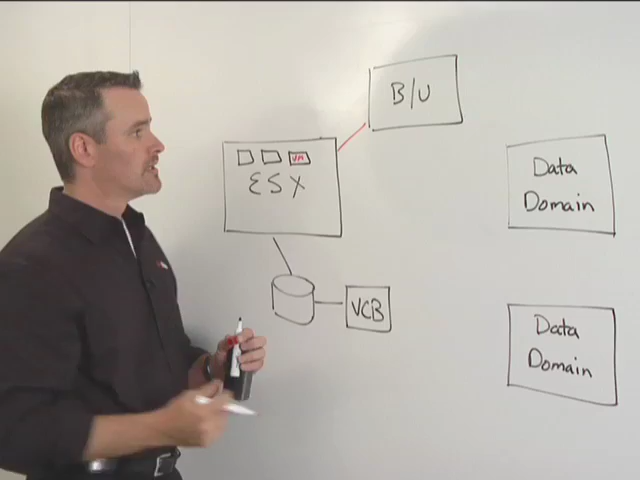 B/U
VM
ESX
Data
Domain
VCB
Data
Domain